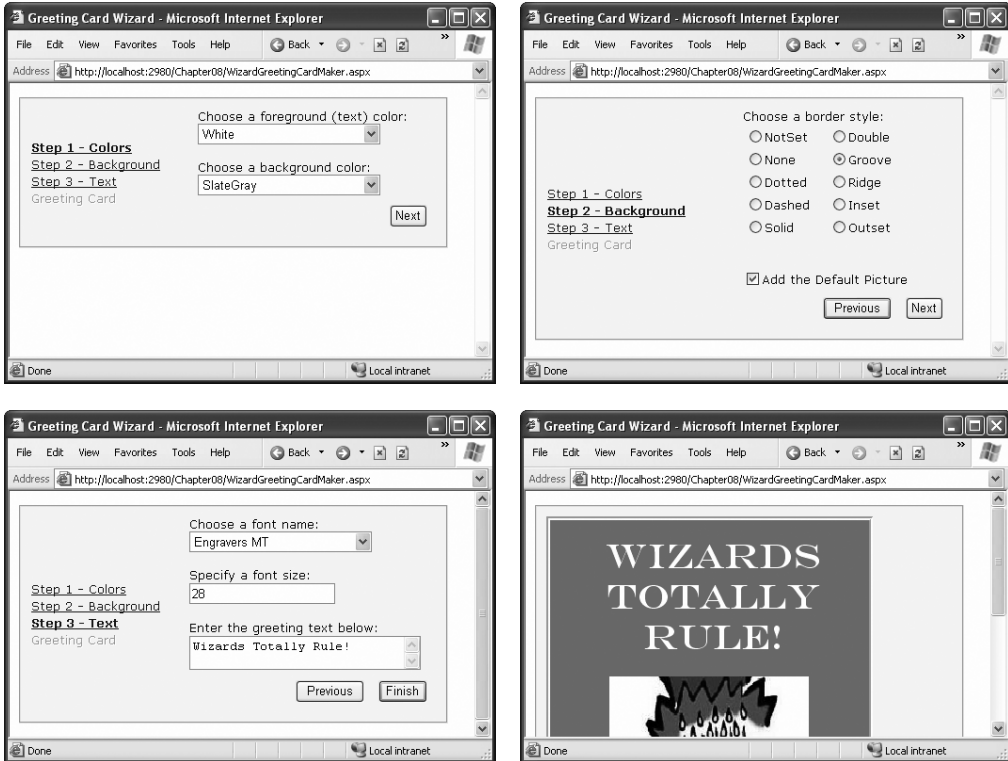 Greeting Card Wizard - Microsoft Internet Explorer
File Edit View Favorites Tools Help Back »
Address http://localhost:2980/Chapter08/WizardGreetingCardMaker.aspx
Choose a foreground (text) color:
White
Step 1 - Colors
Step 2 - Background
Choose a background color:
Step 3 - Text
SlateGray
Greeting Card
Next
Done Local intranet
Greeting Card Wizard - Microsoft Internet Explorer
File Edit View Favorites Tools Help Back »
Address http://localhost:2980/Chapter08/WizardGreetingCardMaker.aspx
Choose a border style:
NotSet Double
None Groove
Dotted Ridge
Step 1 - Colors
Step 2 - Background
Dashed Inset
Step 3 - Text
Solid Outset
Greeting Card
Add the Default Picture
Previous Next
Done Local intranet
Greeting Card Wizard - Microsoft Internet Explorer
File Edit View Favorites Tools Help Back »
Address http://localhost:2980/Chapter08/WizardGreetingCardMaker.aspx
Choose a font name:
Engravers MT
Specify a font size:
Step 1 - Colors
28
Step 2 - Background
Step 3 - Text
Enter the greeting text below:
Greeting Card
Wizards Totally Rule!
Previous Finish
Done Local intranet
Greeting Card Wizard - Microsoft Internet Explorer
File Edit View Favorites Tools Help Back »
Address http://localhost:2980/Chapter08/WizardGreetingCardMaker.aspx
WIZARDS
TOTALLY
RULE!
Done Local intranet